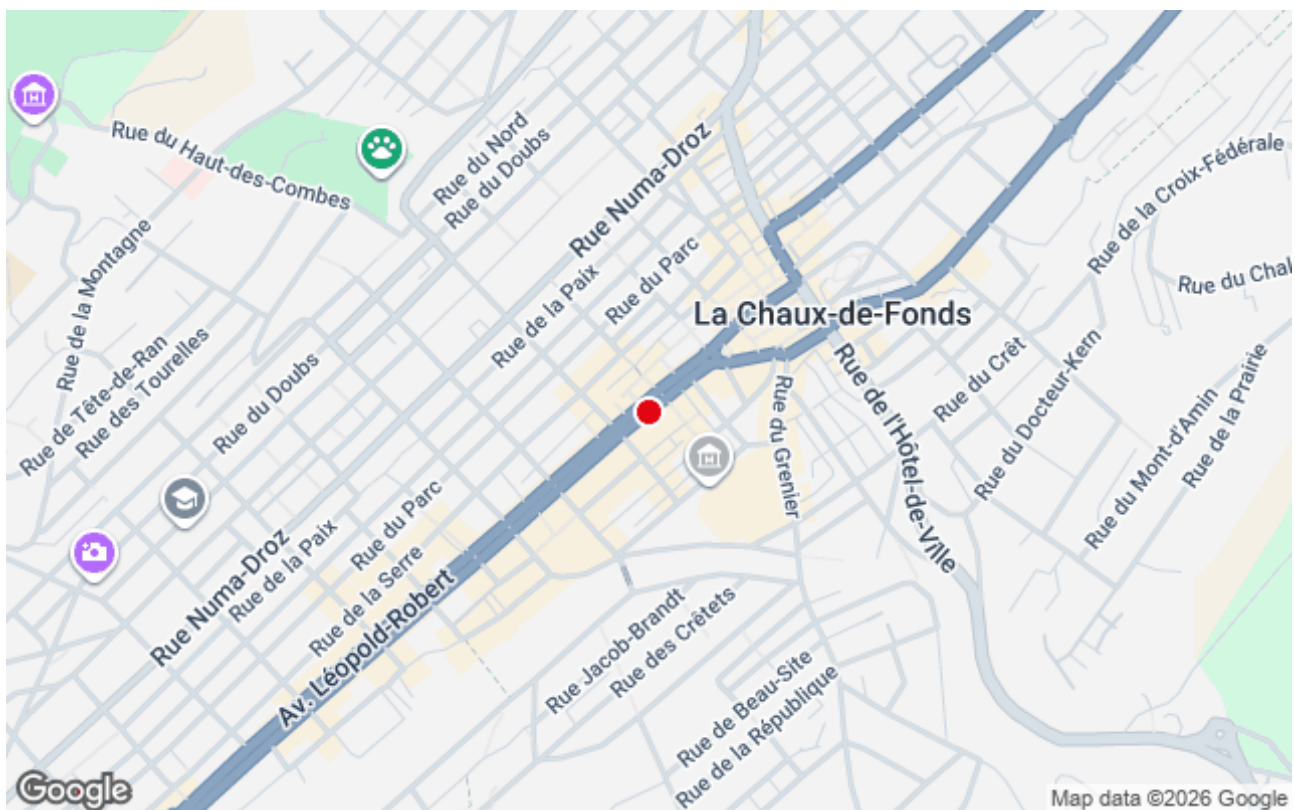 Rue du Haut-des-Combes
Rue du Nord
Rue du Doubs
Rue Numa-Droz
Rue de la Croix-Fédérale
Rue de la Montagne
Rue de la Paix
Rue du Parc
Rue du Chal
La Chaux-de-Fonds
Rue de Tête-de-Ran
Rue des Tourelles
Rue du Doubs
Rue du Grenier
Rue de l'Hôtel-de-Ville
Rue du Crêt
Rue du Docteur-Kern
Rue du Mont-d'Amin
Rue de la Prairie
Rue Numa-Droz
Rue de la Paix
Rue du Parc
Rue de la Serre
Av. Léopold-Robert
Rue Jacob-Brandt
Rue des Crêtets
Rue de Beau-Site
Rue de la République
Google
Map data ©2026 Google